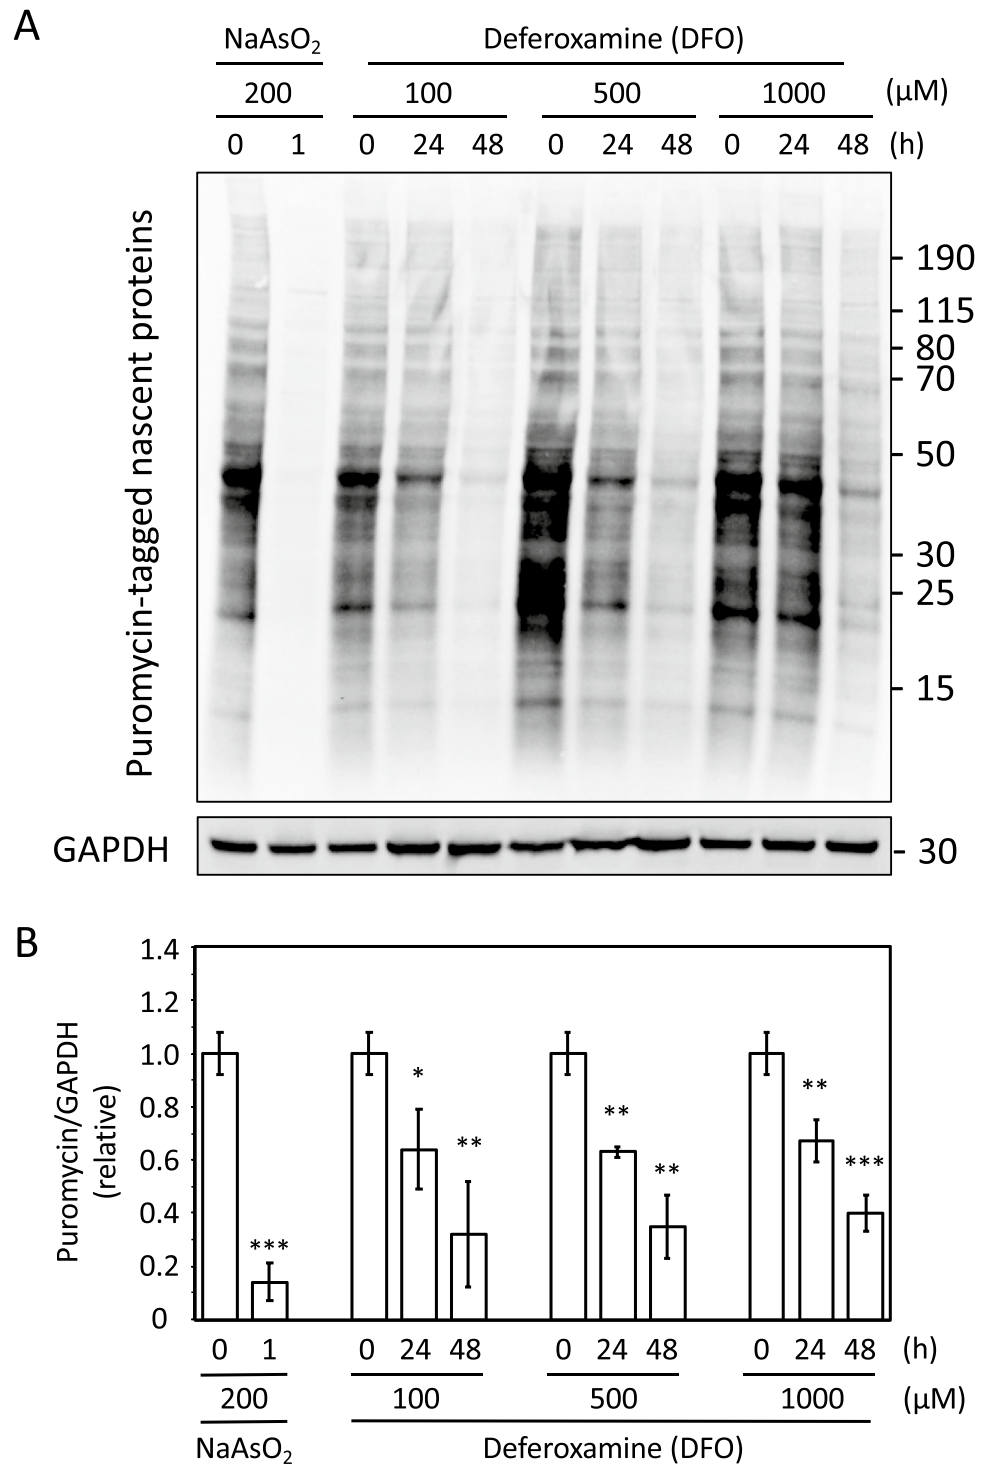 A
NaAsO2 Deferoxamine (DFO)
200 100 500 1000 (μM)
0 1 0 24 48 0 24 48 0 24 48 (h)
Puromycin-tagged nascent proteins
190
115
80
70
50
30
25
15
GAPDH 30
B
Puromycin/GAPDH
(relative)
1.4
1.2
1.0
0.8
0.6
0.4
0.2
0
***
*
**
**
**
**
***
0 1 0 24 48 0 24 48 0 24 48 (h)
200 100 500 1000 (μM)
NaAsO2 Deferoxamine (DFO)